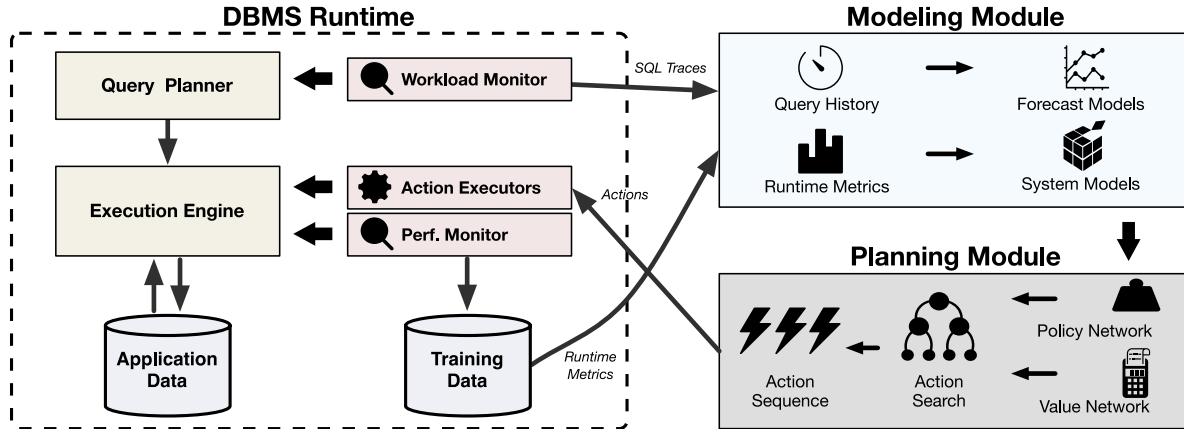 DBMS Runtime
Query Planner
Workload Monitor
Execution Engine
Action Executors
Perf. Monitor
Application
Data
Training
Data
SQL Traces
Actions
Runtime
Metrics
Modeling Module
Query History
Forecast Models
Runtime Metrics
System Models
Planning Module
Policy Network
Value Network
Action
Search
Action
Sequence